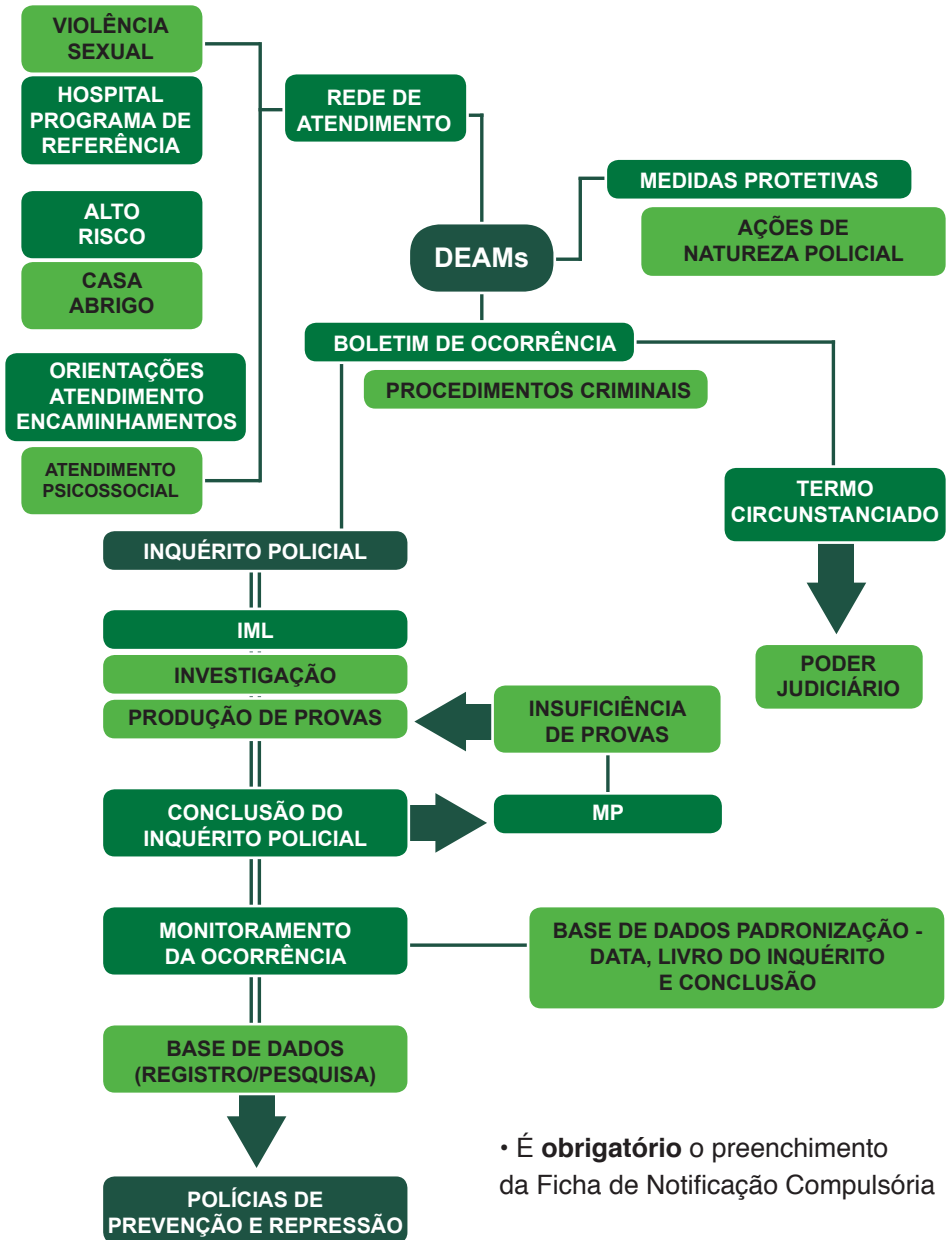 VIOLÊNCIA
SEXUAL
HOSPITAL
PROGRAMA DE
REFERÊNCIA
REDE DE
ATENDIMENTO
MEDIDAS PROTETIVAS
ALTO
RISCO
AÇÕES DE
NATUREZA POLICIAL
DEAMs
CASA
ABRIGO
BOLETIM DE OCORRÊNCIA
PROCEDIMENTOS CRIMINAIS
ORIENTAÇÕES
ATENDIMENTO
ENCAMINHAMENTOS
ATENDIMENTO
PSICOSSOCIAL
TERMO
CIRCUNSTANCIADO
INQUÉRITO POLICIAL
IML
INVESTIGAÇÃO
PODER
JUDICIÁRIO
PRODUÇÃO DE PROVAS
INSUFICIÊNCIA
DE PROVAS
CONCLUSÃO DO
INQUÉRITO POLICIAL
MP
MONITORAMENTO
DA OCORRÊNCIA
BASE DE DADOS PADRONIZAÇÃO -
DATA, LIVRO DO INQUÉRITO
E CONCLUSÃO
BASE DE DADOS
(REGISTRO/PESQUISA)
• É obrigatório o preenchimento
da Ficha de Notificação Compulsória
POLÍCIAS DE
PREVENÇÃO E REPRESSÃO